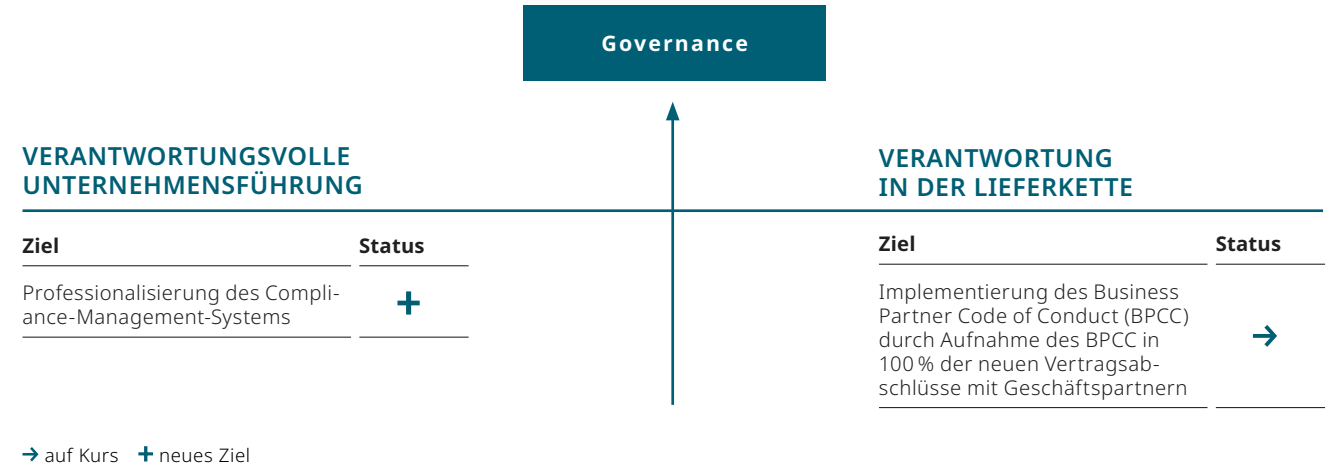 Governance
VERANTWORTUNGSVOLLE
UNTERNEHMENSFÜHRUNG
Ziel Status
Professionalisierung des Compli-
ance-Management-Systems +
VERANTWORTUNG
IN DER LIEFERKETTE
Ziel Status
Implementierung des Business
Partner Code of Conduct (BPCC)
durch Aufnahme des BPCC in →
100 % der neuen Vertragsab-
schlüsse mit Geschäftspartnern
→ auf Kurs + neues Ziel